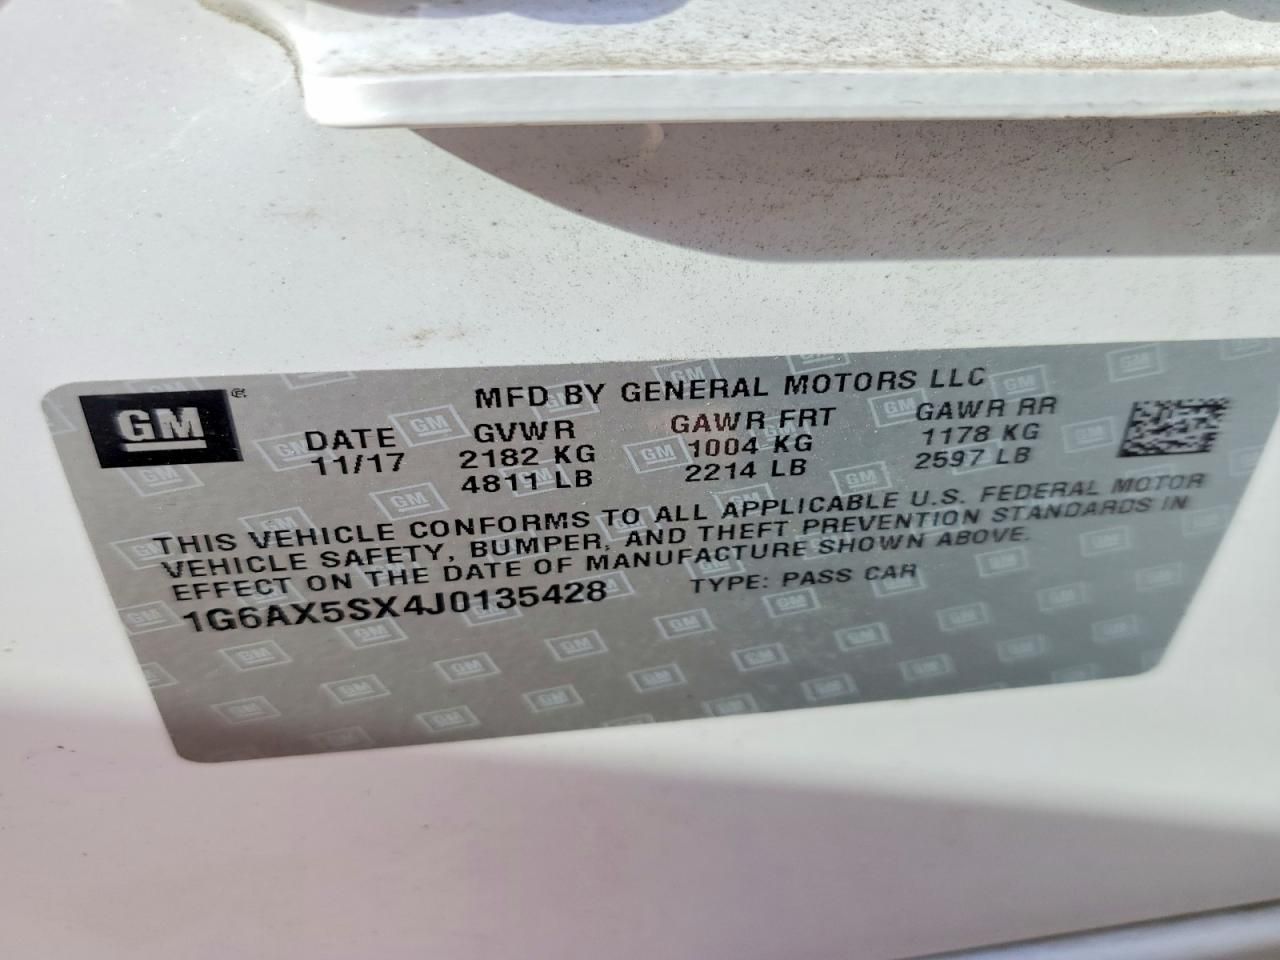 GM
MFD BY GENERAL MOTORS LLC
DATE GVWR GAWR FRT GAWR RR
11/17 2182 KG 1004 KG 1178 KG
4811 LB 2214 LB 2597 LB
THIS VEHICLE CONFORMS TO ALL APPLICABLE U.S. FEDERAL MOTOR
VEHICLE SAFETY, BUMPER, AND THEFT PREVENTION STANDARDS IN
EFFECT ON THE DATE OF MANUFACTURE SHOWN ABOVE.
1G6AX5SX4J0135428 TYPE: PASS CAR